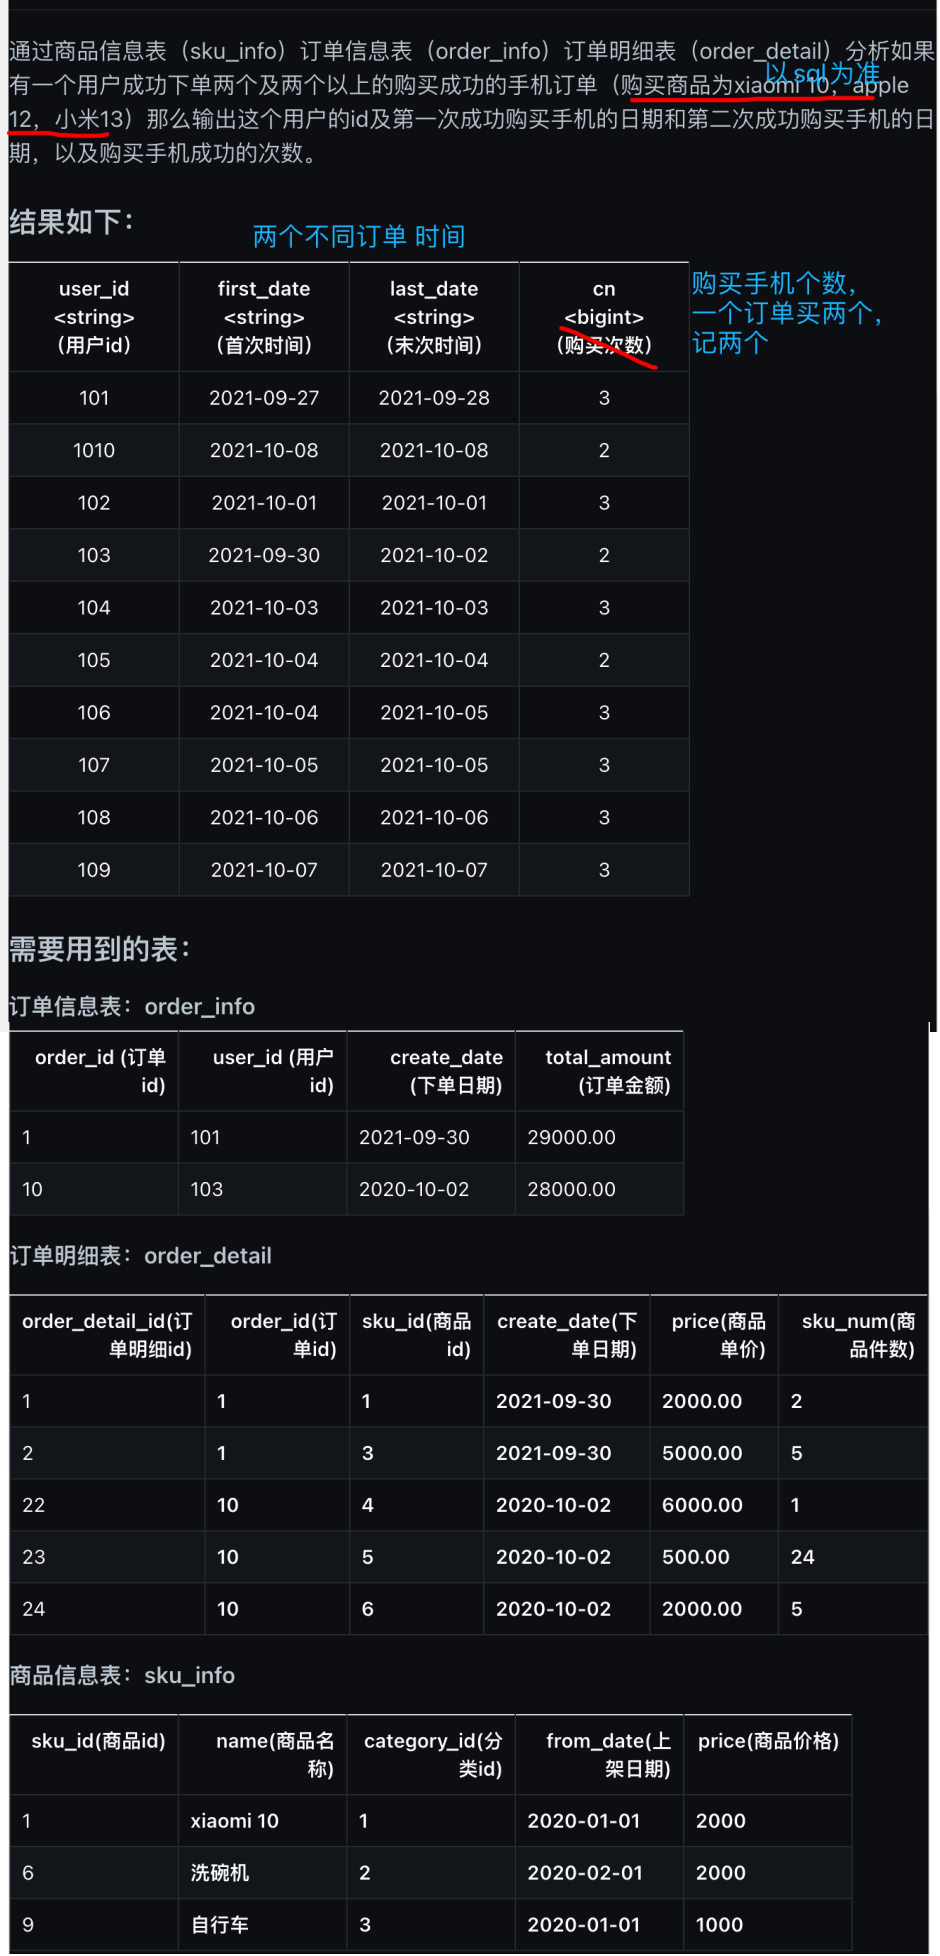 通过商品信息表（sku_info）订单信息表（order_info）订单明细表（order_detail）分析如果
以 sql 为准
有一个用户成功下单两个及两个以上的购买成功的手机订单（购买商品为xiaomi 10，apple
12，小米13）那么输出这个用户的id及第一次成功购买手机的日期和第二次成功购买手机的日
期，以及购买手机成功的次数。
结果如下：
两个不同订单 时间
user_id <string> （用户id） first_date <string> （首次时间） last_date <string> （末次时间） cn <bigint> （购买次数）
购买手机个数，
一个订单买两个，
记两个
101 2021-09-27 2021-09-28 3
1010 2021-10-08 2021-10-08 2
102 2021-10-01 2021-10-01 3
103 2021-09-30 2021-10-02 2
104 2021-10-03 2021-10-03 3
105 2021-10-04 2021-10-04 2
106 2021-10-04 2021-10-05 3
107 2021-10-05 2021-10-05 3
108 2021-10-06 2021-10-06 3
109 2021-10-07 2021-10-07 3
需要用到的表：
订单信息表：order_info
order_id (订单id) user_id (用户id) create_date (下单日期) total_amount (订单金额)
1 101 2021-09-30 29000.00
10 103 2020-10-02 28000.00
订单明细表：order_detail
order_detail_id(订单明细id) order_id(订单id) sku_id(商品id) create_date(下单日期) price(商品单价) sku_num(商品件数)
1 1 1 2021-09-30 2000.00 2
2 1 3 2021-09-30 5000.00 5
22 10 4 2020-10-02 6000.00 1
23 10 5 2020-10-02 500.00 24
24 10 6 2020-10-02 2000.00 5
商品信息表：sku_info
sku_id(商品id) name(商品名称) category_id(分类id) from_date(上架日期) price(商品价格)
1 xiaomi 10 1 2020-01-01 2000
6 洗碗机 2 2020-02-01 2000
9 自行车 3 2020-01-01 1000